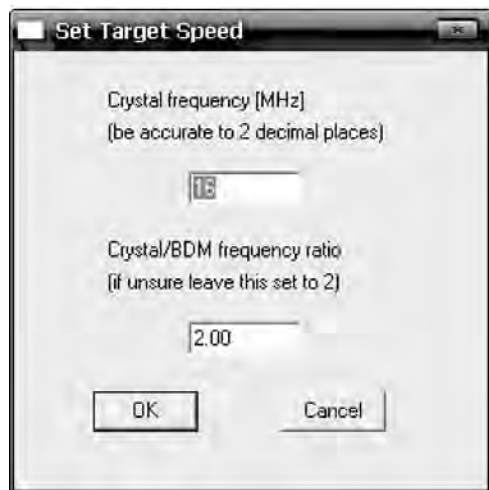 Set Target Speed
Crystal frequency [MHz]
(be accurate to 2 decimal places)
16
Crystal/BDM frequency ratio
(if unsure leave this set to 2)
2.00
OK
Cancel